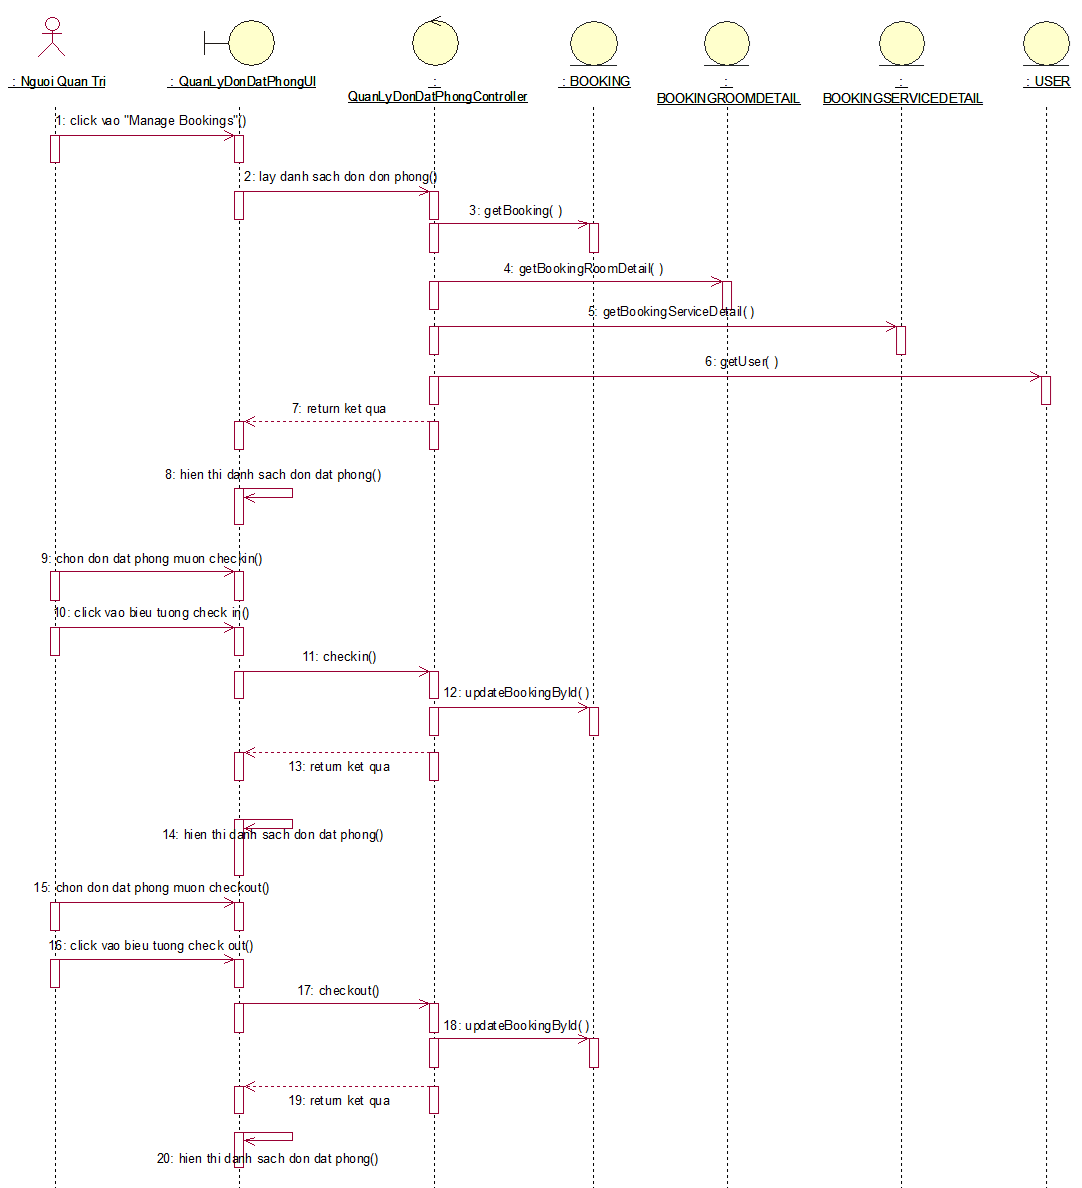 : Nguoi Quan Tri
: QuanLyDonDatPhongUI
:
QuanLyDonDatPhongController
: BOOKING
:
BOOKINGROOMDETAIL
:
BOOKINGSERVICEDETAIL
: USER
1: click vao "Manage Bookings"()
2: lay danh sach don don phong()
3: getBooking( )
4: getBookingRoomDetail( )
5: getBookingServiceDetail( )
6: getUser( )
7: return ket qua
8: hien thi danh sach don dat phong()
9: chon don dat phong muon checkin()
10: click vao bieu tuong check in()
11: checkin()
12: updateBookingById( )
13: return ket qua
14: hien thi danh sach don dat phong()
15: chon don dat phong muon checkout()
16: click vao bieu tuong check out()
17: checkout()
18: updateBookingById( )
19: return ket qua
20: hien thi danh sach don dat phong()